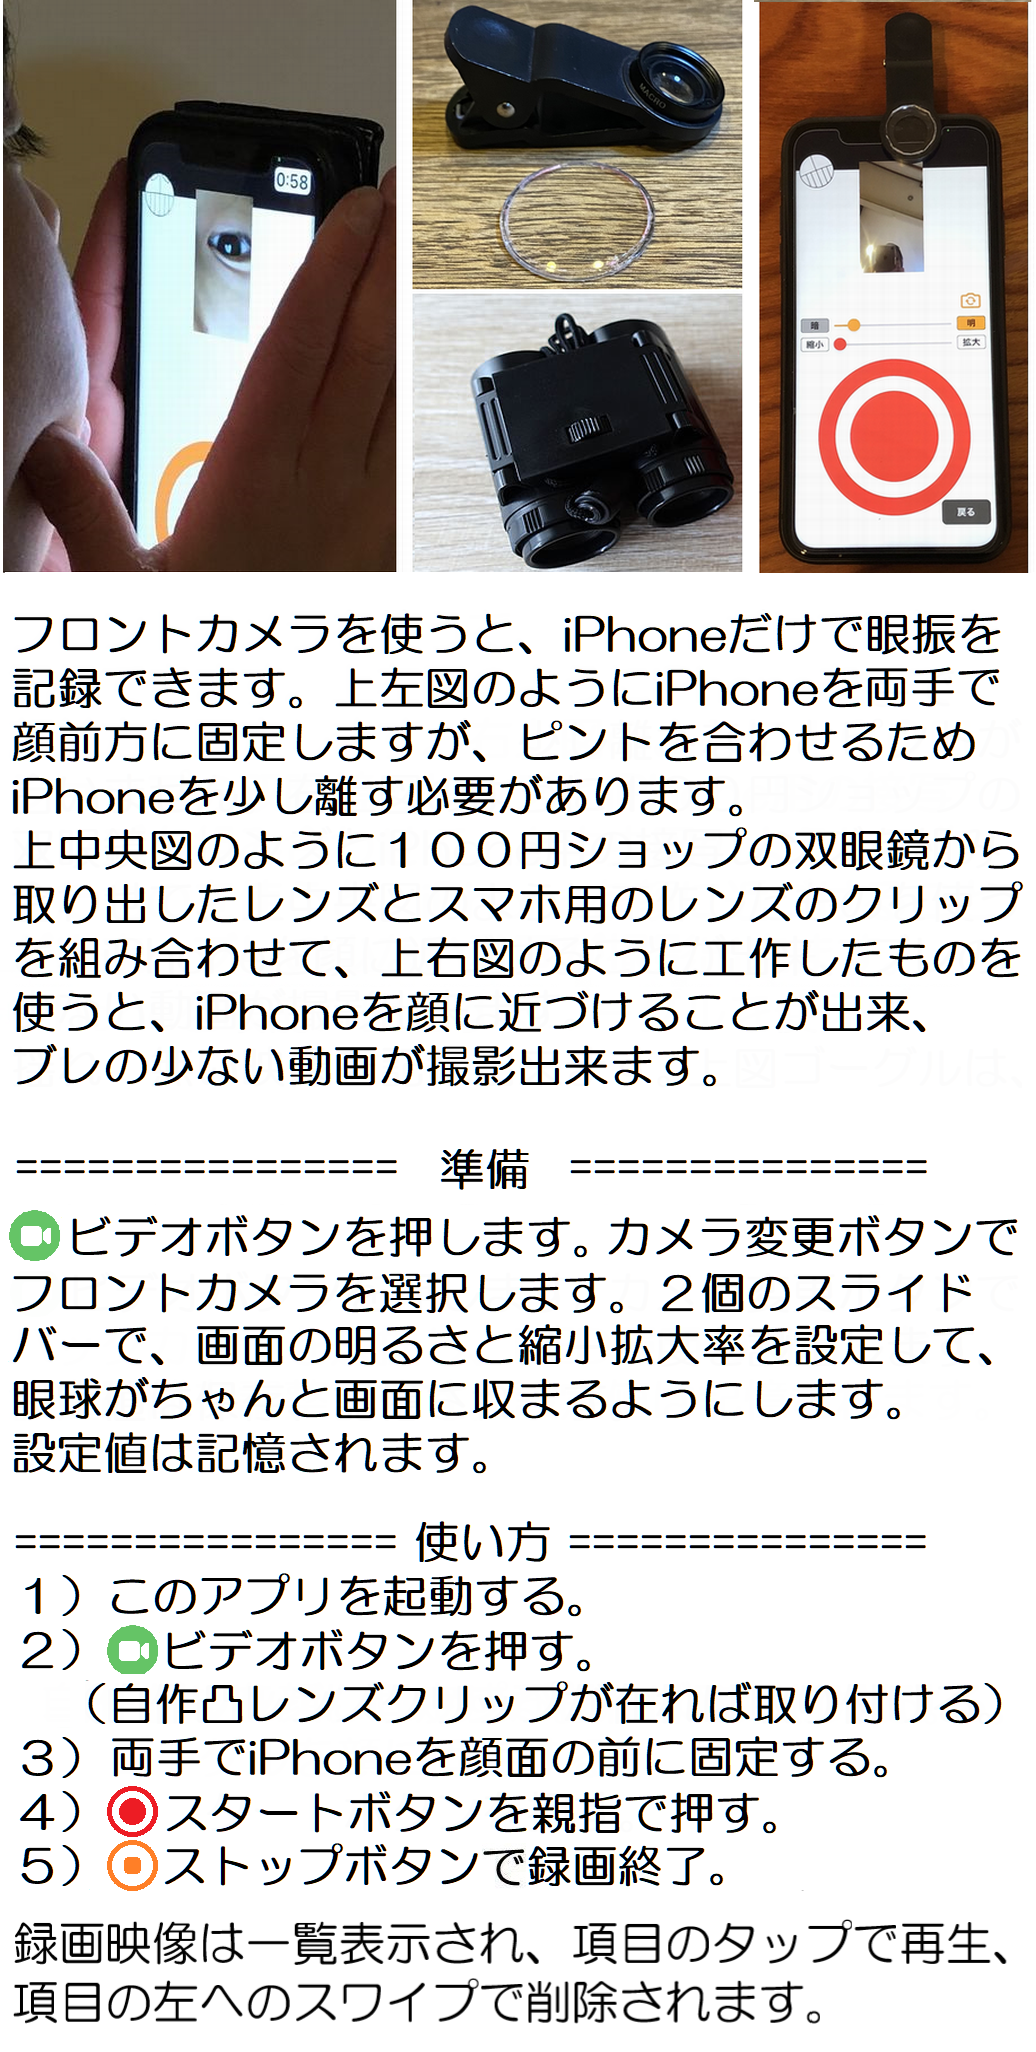 0:58
MACRO
暗
明
縮小
拡大
戻る
フロントカメラを使うと、iPhoneだけで眼振を
記録できます。上左図のようにiPhoneを両手で
顔前方に固定しますが、ピントを合わせるため
iPhoneを少し離す必要があります。
上中央図のように１００円ショップの双眼鏡から
取り出したレンズとスマホ用のレンズのクリップ
を組み合わせて、上右図のように工作したものを
使うと、iPhoneを顔に近づけることが出来、
ブレの少ない動画が撮影出来ます。
================ 準備 ===============
ビデオボタンを押します。カメラ変更ボタンで
フロントカメラを選択します。２個のスライド
バーで、画面の明るさと縮小拡大率を設定して、
眼球がちゃんと画面に収まるようにします。
設定値は記憶されます。
================ 使い方 ===============
１）このアプリを起動する。
２）ビデオボタンを押す。
（自作凸レンズクリップが在れば取り付ける）
３）両手でiPhoneを顔面の前に固定する。
４）スタートボタンを親指で押す。
５）ストップボタンで録画終了。
録画映像は一覧表示され、項目のタップで再生、
項目の左へのスワイプで削除されます。